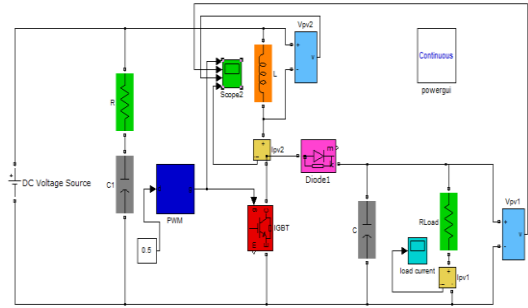 Vpv2
+
-
Continuous
powergui
Scope2
L
R
+
-
Ipv2
m
Diode1
DC Voltage Source
C1
PWM
IGBT
0.5
C
RLoad
load current
+
-
Ipv1
Vpv1
+
-